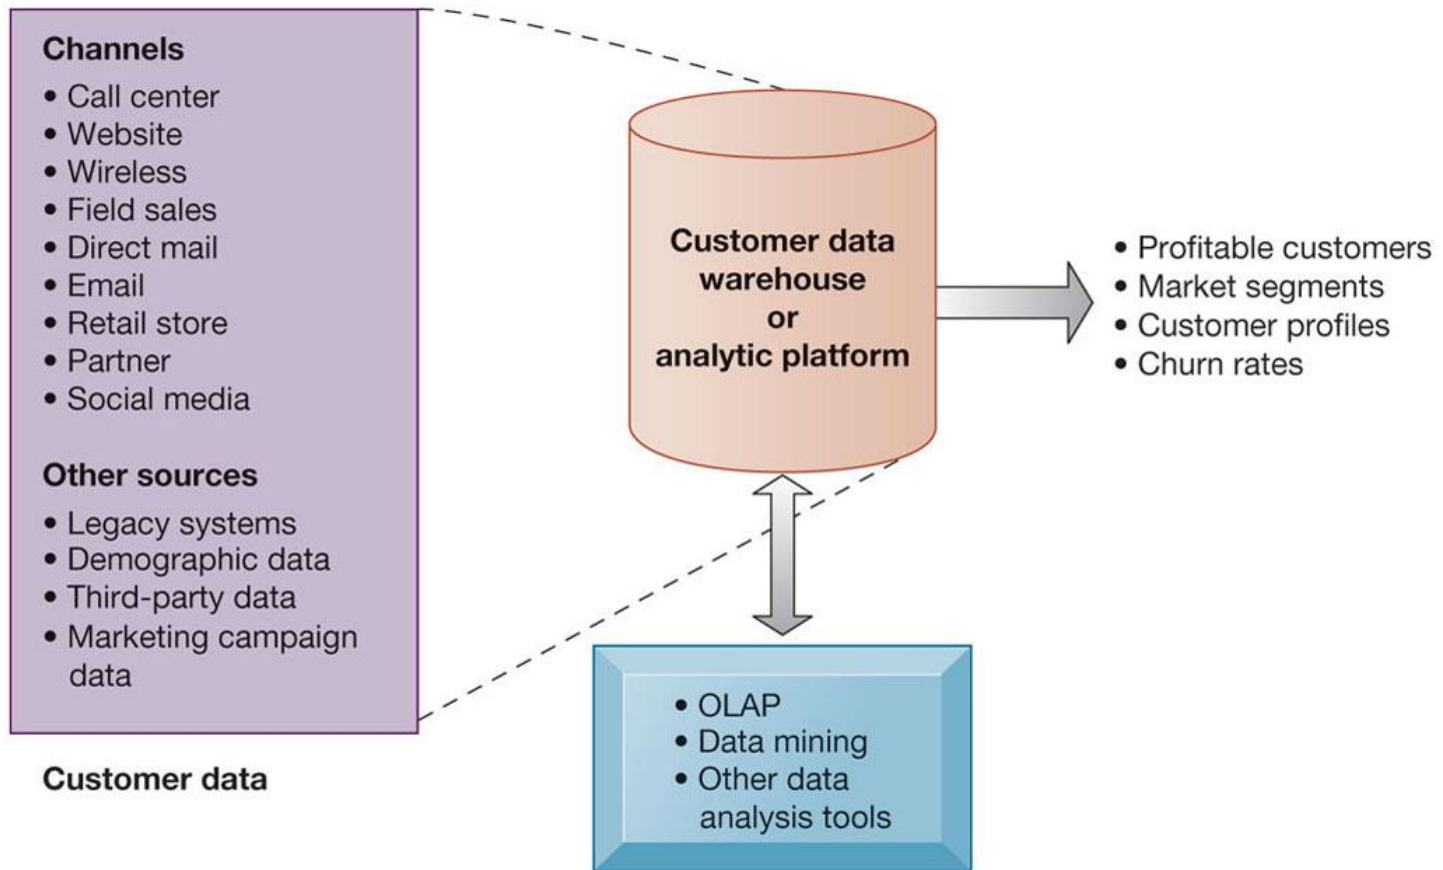 Channels
• Call center
• Website
• Wireless
• Field sales
• Direct mail
• Email
• Retail store
• Partner
• Social media
Other sources
• Legacy systems
• Demographic data
• Third-party data
• Marketing campaign
data
Customer data
Customer data
warehouse
or
analytic platform
• Profitable customers
• Market segments
• Customer profiles
• Churn rates
• OLAP
• Data mining
• Other data
analysis tools